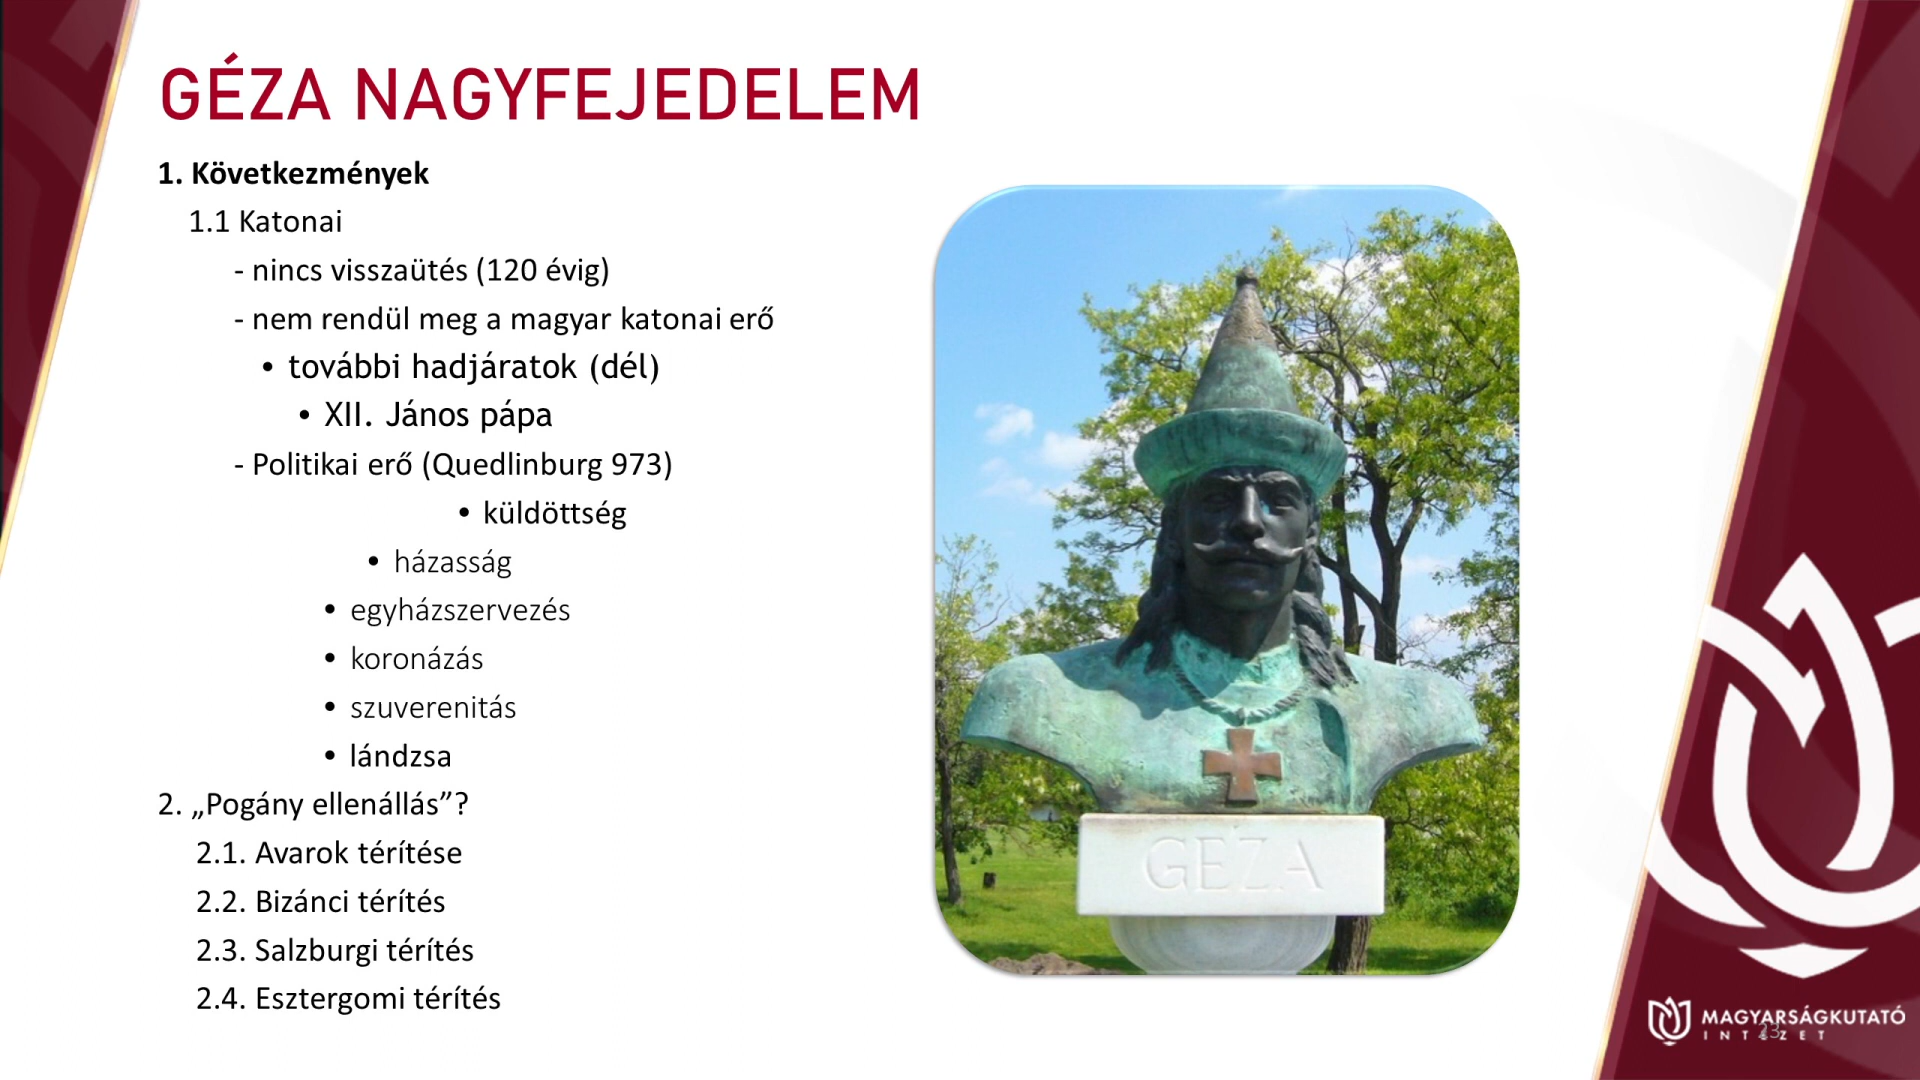 GÉZA NAGYFEJEDELEM
1. Következmények
1.1 Katonai
- nincs visszaütés (120 évig)
- nem rendül meg a magyar katonai erő
• további hadjáratok (dél)
• XII. János pápa
- Politikai erő (Quedlinburg 973)
• küldöttség
• házasság
• egyházszervezés
• koronázás
• szuverenitás
• lándzsa
2. „Pogány ellenállás”?
2.1. Avarok térítése
2.2. Bizánci térítés
2.3. Salzburgi térítés
2.4. Esztergomi térítés
GÉZA
MAGYARSÁGKUTATÓ
INTÉZET
23